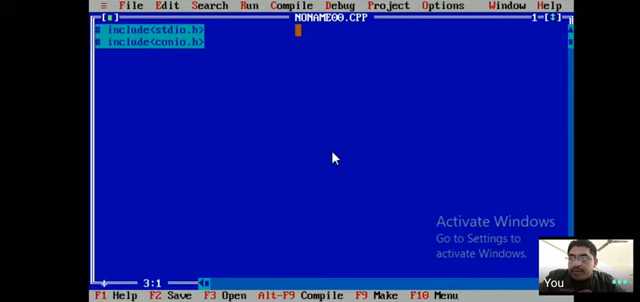 ≡ File Edit Search Run Compile Debug Project Options Window Help
[■] NONAME00.CPP 1=[↕]
# include<stdio.h>
# include<conio.h>
Activate Windows
Go to Settings to
activate Windows.
You
3:1
F1 Help F2 Save F3 Open Alt-F9 Compile F9 Make F10 Menu